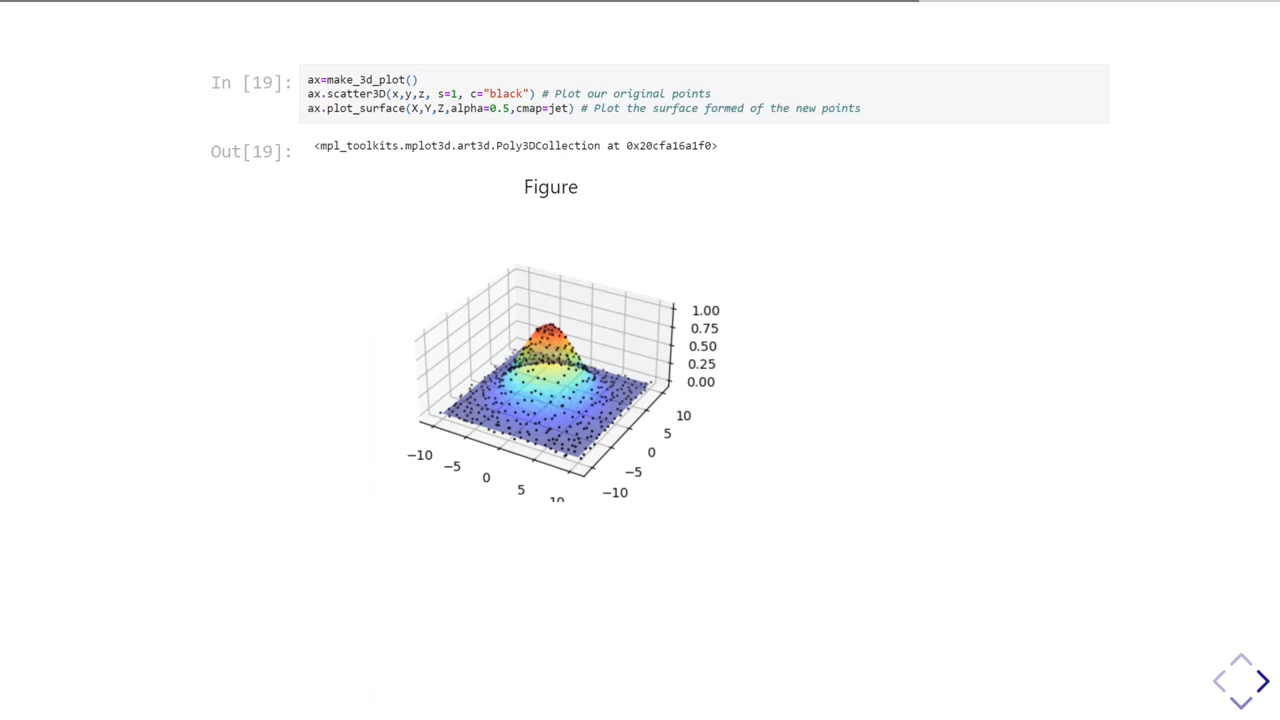 In [19]:
ax=make_3d_plot()
ax.scatter3D(x,y,z, s=1, c="black") # Plot our original points
ax.plot_surface(X,Y,Z,alpha=0.5,cmap=jet) # Plot the surface formed of the new points
Out[19]:
<mpl_toolkits.mplot3d.art3d.Poly3DCollection at 0x20cfa16a1f0>
Figure
1.00
0.75
0.50
0.25
0.00
10
5
0
−5
−10
−10
−5
0
5
10